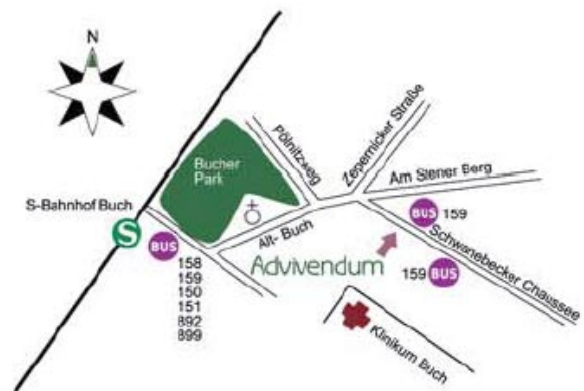 N
Bucher
Park
Pölnitzweg
Zepernicker Straße
Am Stener Berg
S-Bahnhof Buch
S
BUS
158
159
150
151
892
899
Alt-Buch
BUS 159
Schwanebecker Chaussee
Advivendum
159 BUS
Klinikum Buch